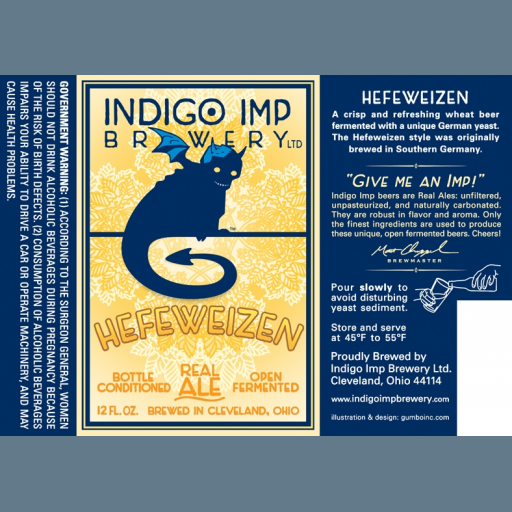 GOVERNMENT WARNING: (1) ACCORDING TO THE SURGEON GENERAL, WOMEN
SHOULD NOT DRINK ALCOHOLIC BEVERAGES DURING PREGNANCY BECAUSE
OF THE RISK OF BIRTH DEFECTS. (2) CONSUMPTION OF ALCOHOLIC BEVERAGES
IMPAIRS YOUR ABILITY TO DRIVE A CAR OR OPERATE MACHINERY, AND MAY
CAUSE HEALTH PROBLEMS.
INDIGO IMP
BREWERY LTD
TM
HEFEWEIZEN
BOTTLE CONDITIONED
REAL ALE
OPEN FERMENTED
12 FL. OZ. BREWED IN CLEVELAND, OHIO
HEFEWEIZEN
A crisp and refreshing wheat beer
fermented with a unique German yeast.
The Hefeweizen style was originally
brewed in Southern Germany.
"GIVE ME AN IMP!"
Indigo Imp beers are Real Ales: unfiltered,
unpasteurized, and naturally carbonated.
They are robust in flavor and aroma. Only
the finest ingredients are used to produce
these unique, open fermented beers. Cheers!
BREWMASTER
Pour slowly to
avoid disturbing
yeast sediment.
Store and serve
at 45°F to 55°F
Proudly Brewed by
Indigo Imp Brewery Ltd.
Cleveland, Ohio 44114
www.indigoimpbrewery.com
illustration & design: gumboinc.com